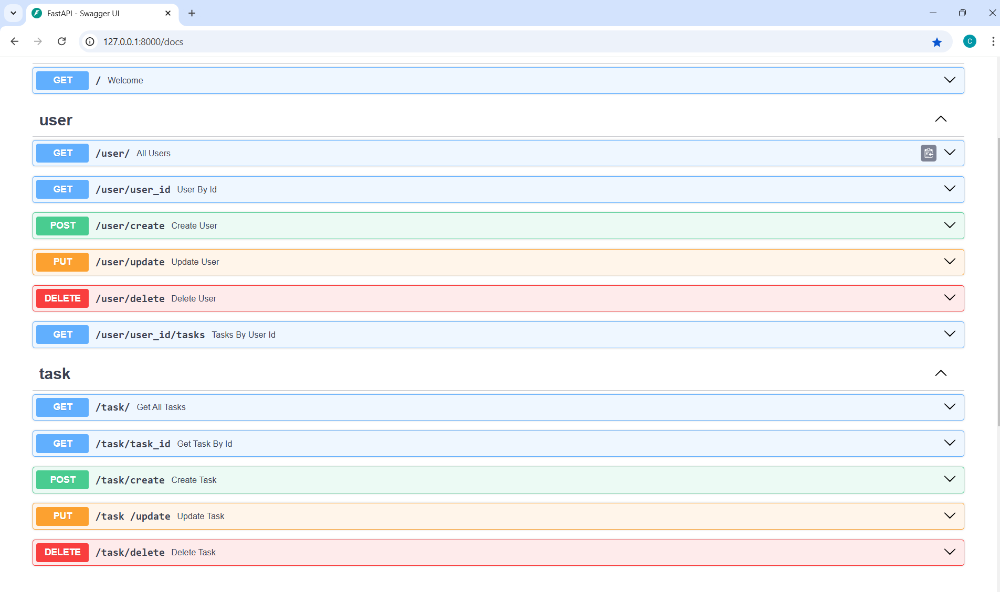 FastAPI - Swagger UI
127.0.0.1:8000/docs
C
GET / Welcome
user
GET /user/ All Users
GET /user/user_id User By Id
POST /user/create Create User
PUT /user/update Update User
DELETE /user/delete Delete User
GET /user/user_id/tasks Tasks By User Id
task
GET /task/ Get All Tasks
GET /task/task_id Get Task By Id
POST /task/create Create Task
PUT /task /update Update Task
DELETE /task/delete Delete Task